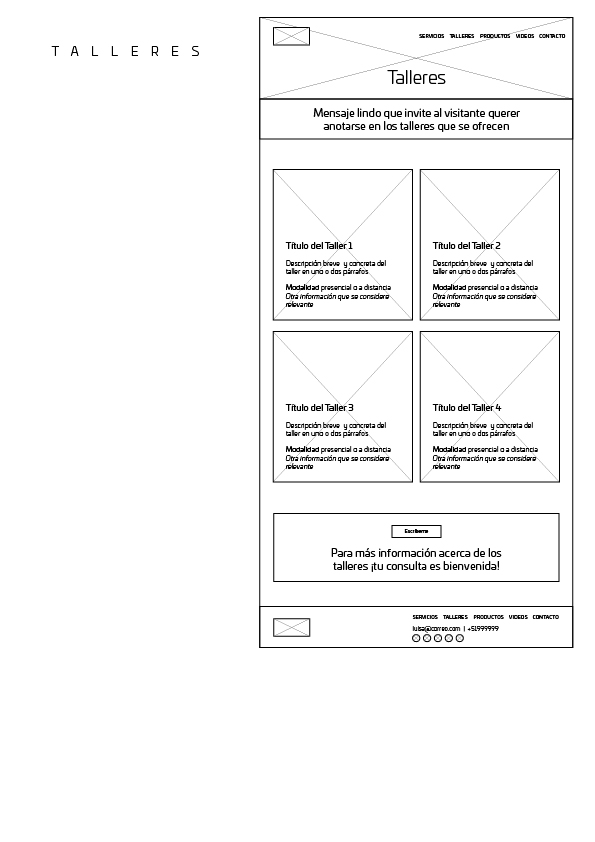 TALLERES
SERVICIOS TALLERES PRODUCTOS VIDEOS CONTACTO
Talleres
Mensaje lindo que invite al visitante querer
anotarse en los talleres que se ofrecen
Título del Taller 1
Descripción breve y concreta del
taller en uno o dos párrafos
Modalidad presencial o a distancia
Otra información que se considere
relevante
Título del Taller 2
Descripción breve y concreta del
taller en uno o dos párrafos
Modalidad presencial o a distancia
Otra información que se considere
relevante
Título del Taller 3
Descripción breve y concreta del
taller en uno o dos párrafos
Modalidad presencial o a distancia
Otra información que se considere
relevante
Título del Taller 4
Descripción breve y concreta del
taller en uno o dos párrafos
Modalidad presencial o a distancia
Otra información que se considere
relevante
Escríbeme
Para más información acerca de los
talleres ¡tu consulta es bienvenida!
SERVICIOS TALLERES PRODUCTOS VIDEOS CONTACTO
luisa@correo.com | +51999999